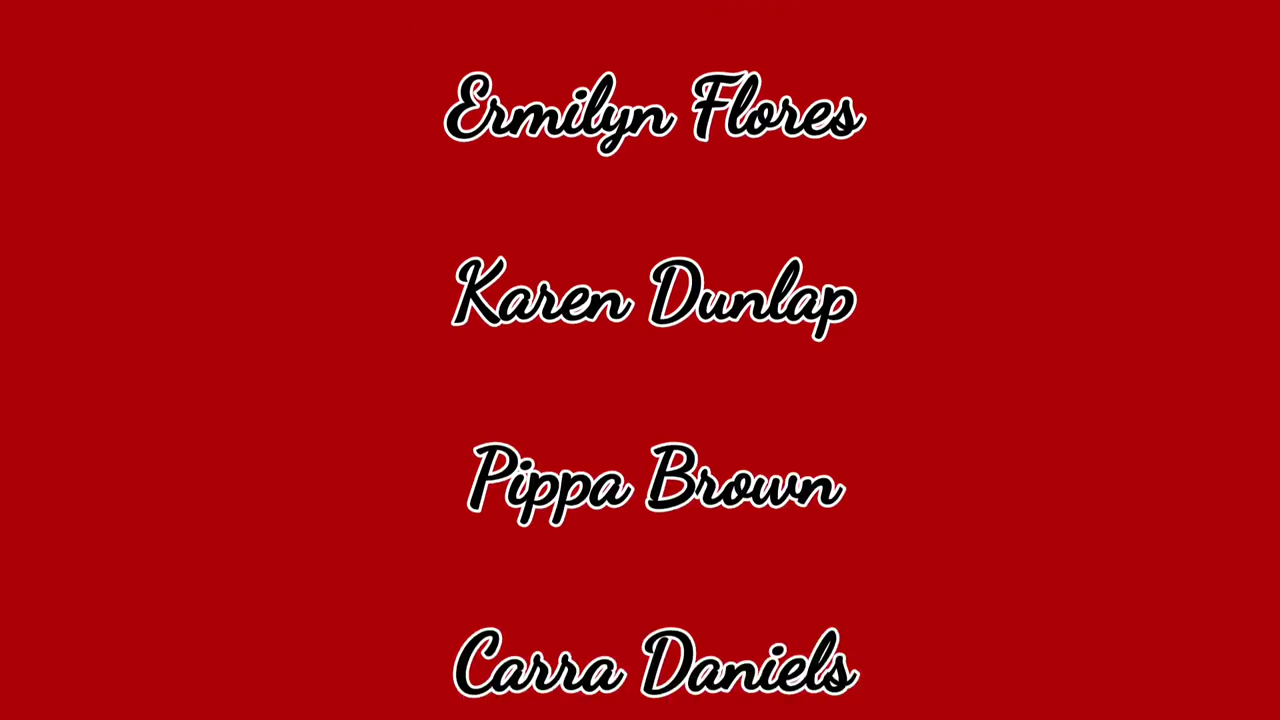 Ermilyn Flores
Karen Dunlap
Pippa Brown
Carra Daniels